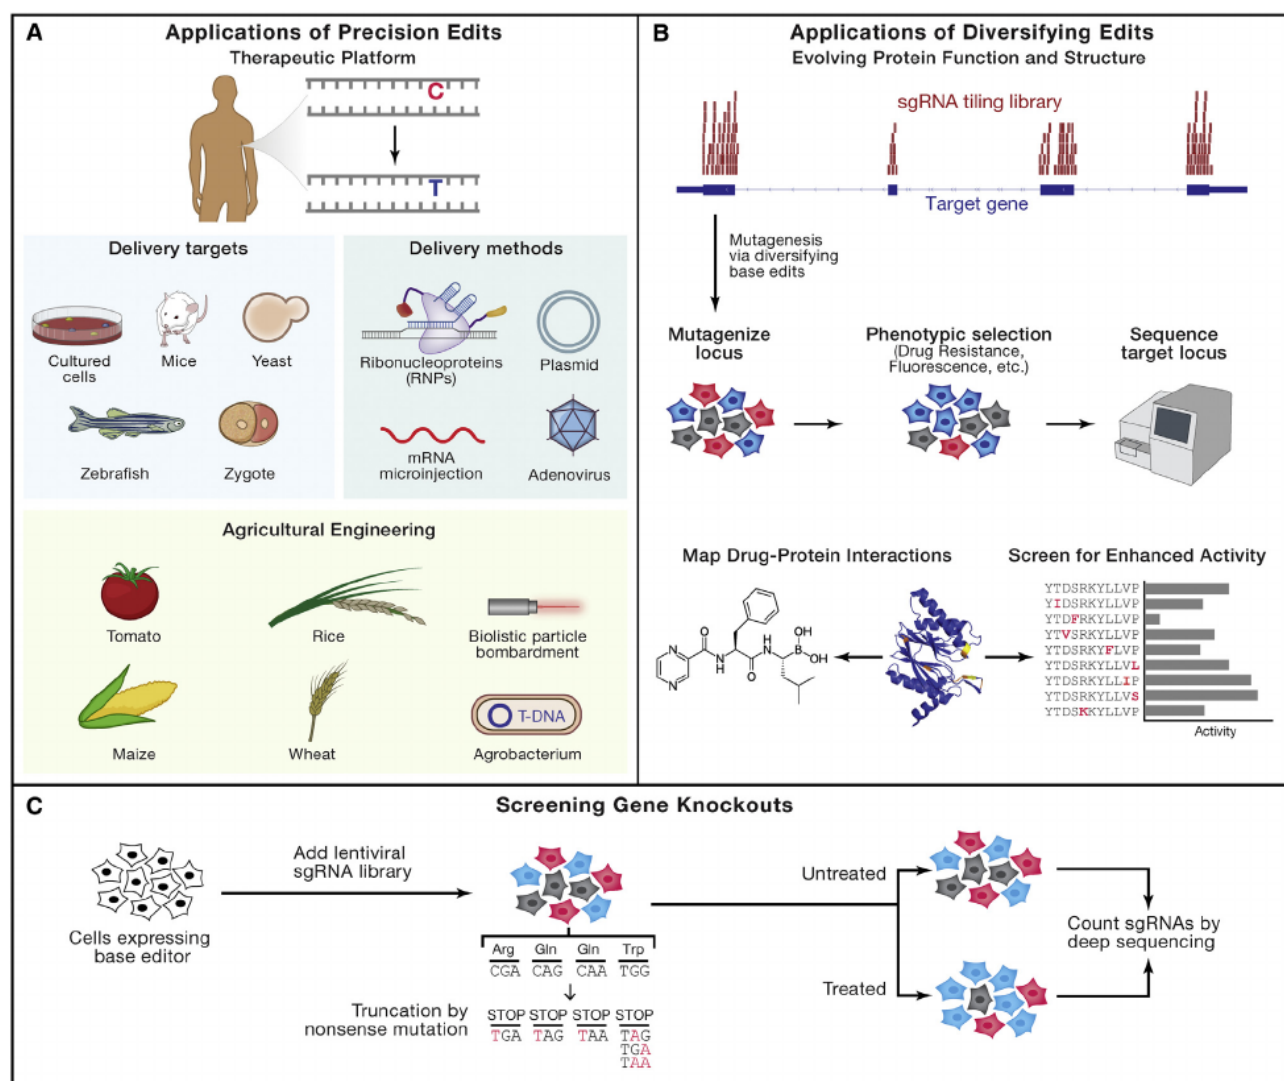 A
Applications of Precision Edits
Therapeutic Platform
C
T
Delivery targets
Cultured
cells
Mice
Yeast
Zebrafish
Zygote
Delivery methods
Ribonucleoproteins
(RNPs)
Plasmid
mRNA
microinjection
Adenovirus
Agricultural Engineering
Tomato
Rice
Biolistic particle
bombardment
Maize
Wheat
T-DNA
Agrobacterium
B
Applications of Diversifying Edits
Evolving Protein Function and Structure
sgRNA tiling library
Target gene
Mutagenesis
via diversifying
base edits
Mutagenize
locus
Phenotypic selection
(Drug Resistance,
Fluorescence, etc.)
Sequence
target locus
Map Drug-Protein Interactions
N
N
O
N
H
O
H
N
B
OH
OH
Screen for Enhanced Activity
YTDSRKYLLVP
YIDSRKYLLVP
YTDFRKYLLVP
YTVSRKYLLVP
YTDSRKYFLVP
YTDSRKYLLVL
YTDSRKYLLIP
YTDSRKYLLVS
YTDSKKYLLVP
Activity
C
Screening Gene Knockouts
Cells expressing
base editor
Add lentiviral
sgRNA library
Arg Gln Gln Trp
CGA CAG CAA TGG
Truncation by
nonsense mutation
STOP STOP STOP STOP
TGA TAG TAA TAG
TGA
TAA
Untreated
Treated
Count sgRNAs by
deep sequencing